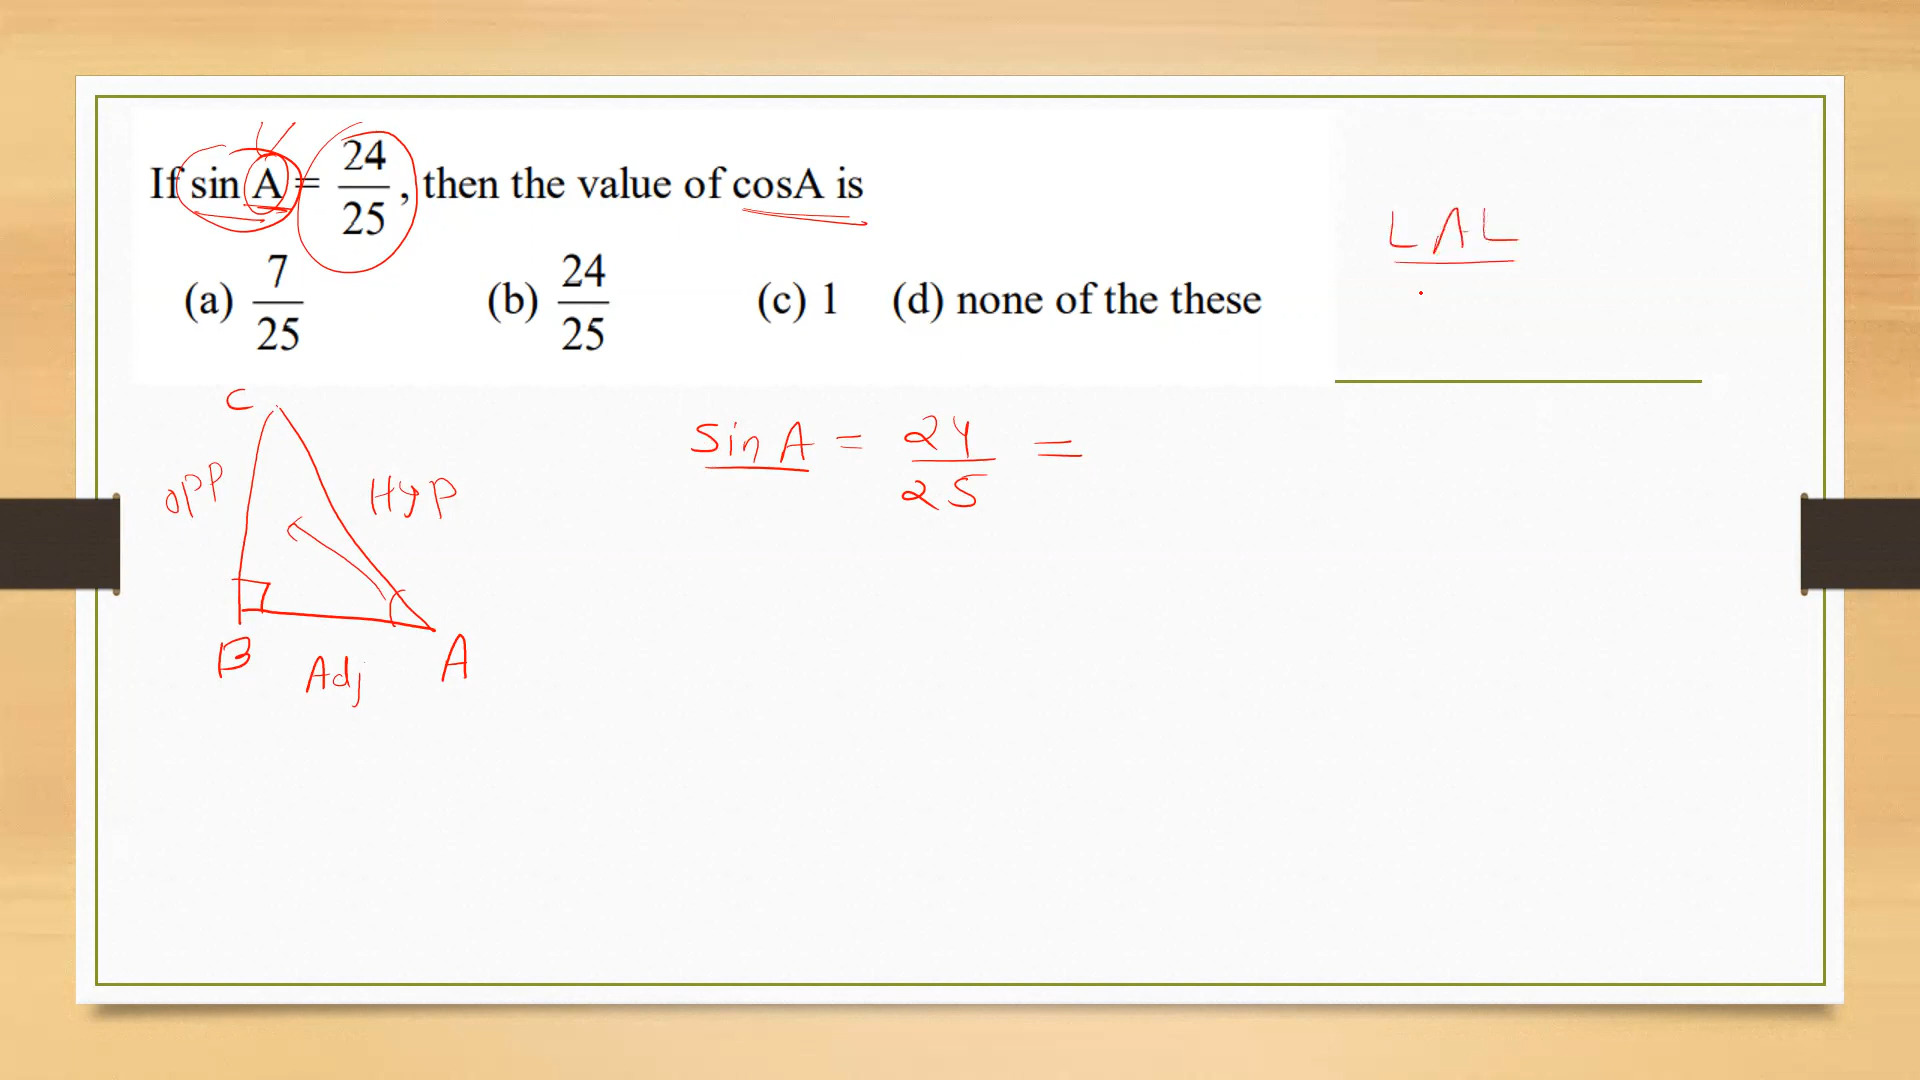 If sin A = 24/25, then the value of cosA is
(a) 7/25 (b) 24/25 (c) 1 (d) none of the these
LAL
C
opp
Hyp
B
Adj
A
sin A = 24/25 =